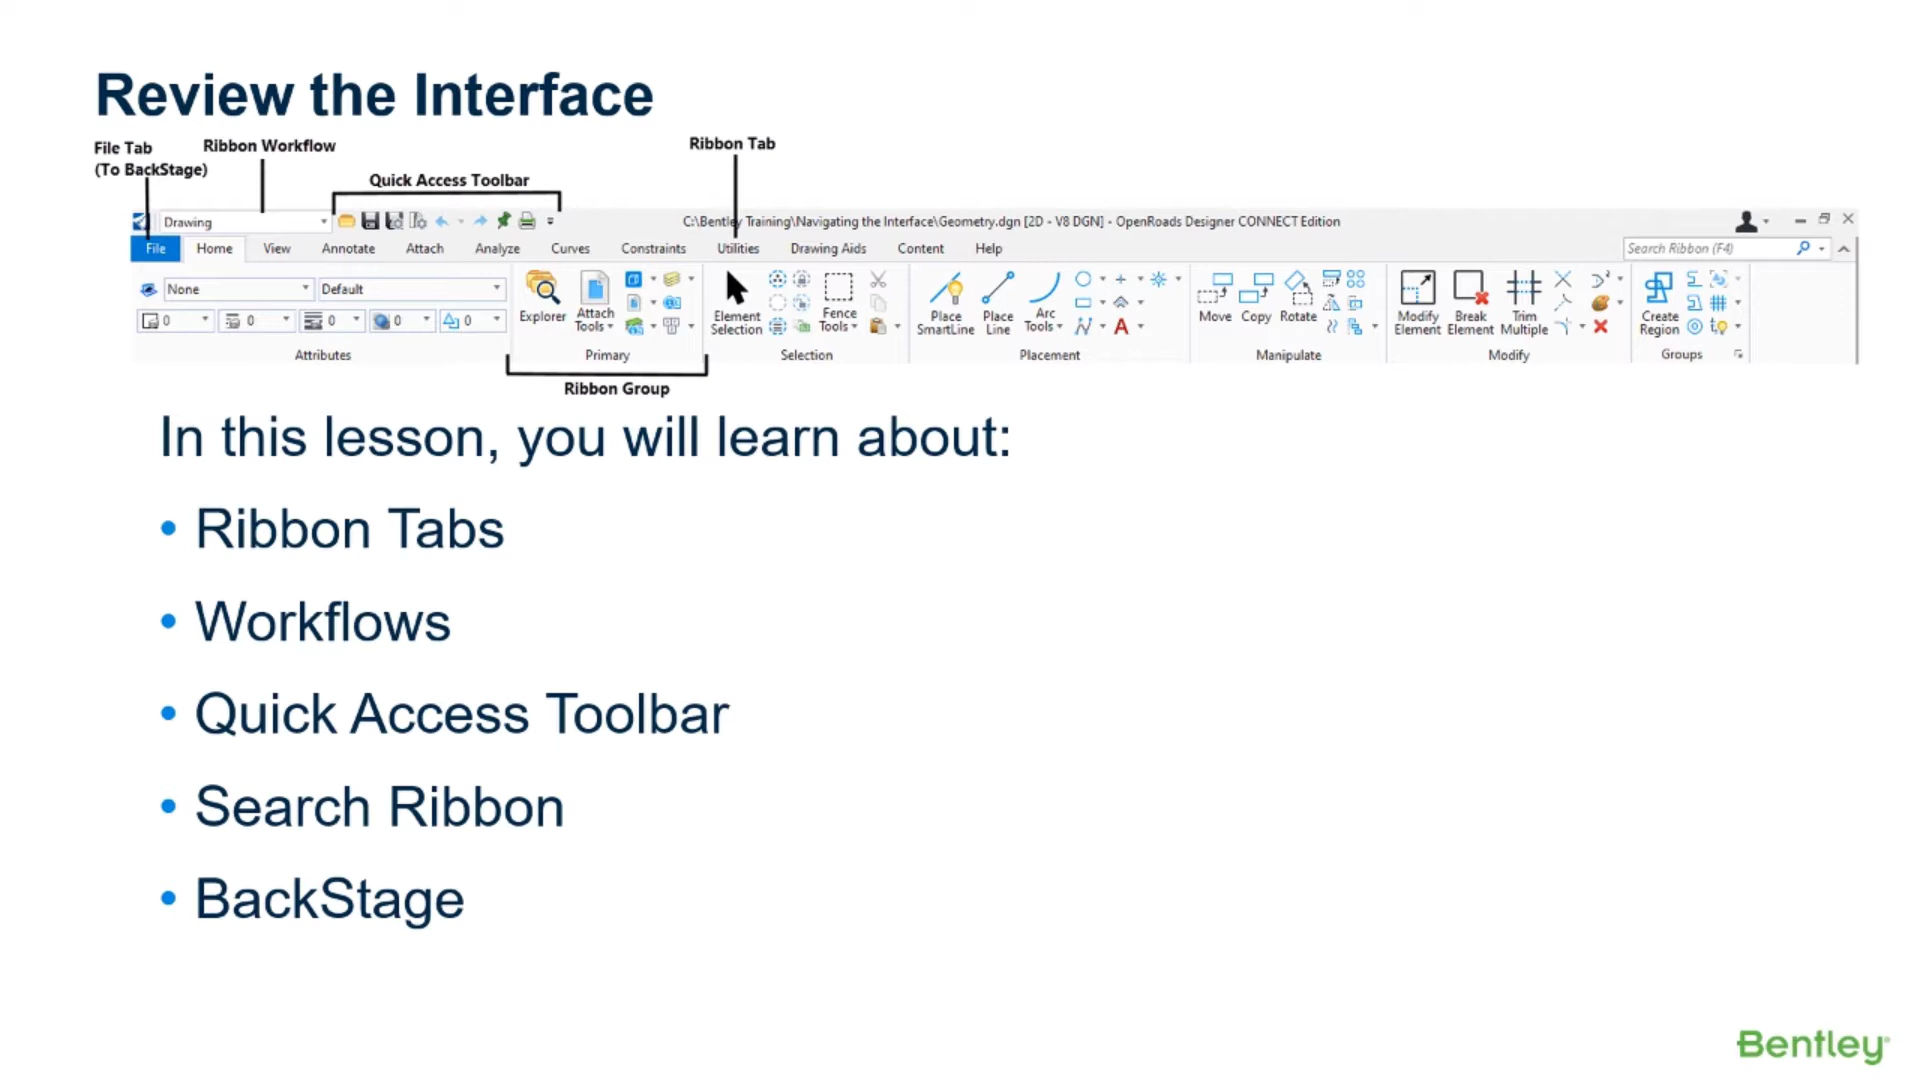 Review the Interface
File Tab
(To BackStage)
Ribbon Workflow
Quick Access Toolbar
Ribbon Tab
Drawing
C:\Bentley Training\Navigating the Interface\Geometry.dgn [2D - V8 DGN] - OpenRoads Designer CONNECT Edition
File Home View Annotate Attach Analyze Curves Constraints Utilities Drawing Aids Content Help
Search Ribbon (F4)
None
Default
0 0 0 0 0
Attributes
Explorer
Attach
Tools
Primary
Element
Selection
Fence
Tools
Selection
Place
SmartLine
Place
Line
Arc
Tools
Placement
Move Copy Rotate
Manipulate
Modify
Element
Break
Element
Trim
Multiple
Modify
Create
Region
Groups
Ribbon Group
In this lesson, you will learn about:
• Ribbon Tabs
• Workflows
• Quick Access Toolbar
• Search Ribbon
• BackStage
Bentley